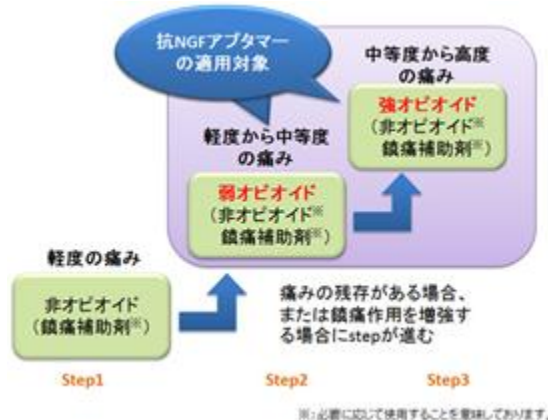 抗NGFアプタマー
の適用対象
中等度から高度
の痛み
強オピオイド
(非オピオイド※
鎮痛補助剤※)
軽度から中等度
の痛み
弱オピオイド
(非オピオイド※
鎮痛補助剤※)
軽度の痛み
非オピオイド
(鎮痛補助剤※)
痛みの残存がある場合、
または鎮痛作用を増強す
る場合にstepが進む
Step1
Step2
Step3
※:必要に応じて使用することを意味しております。